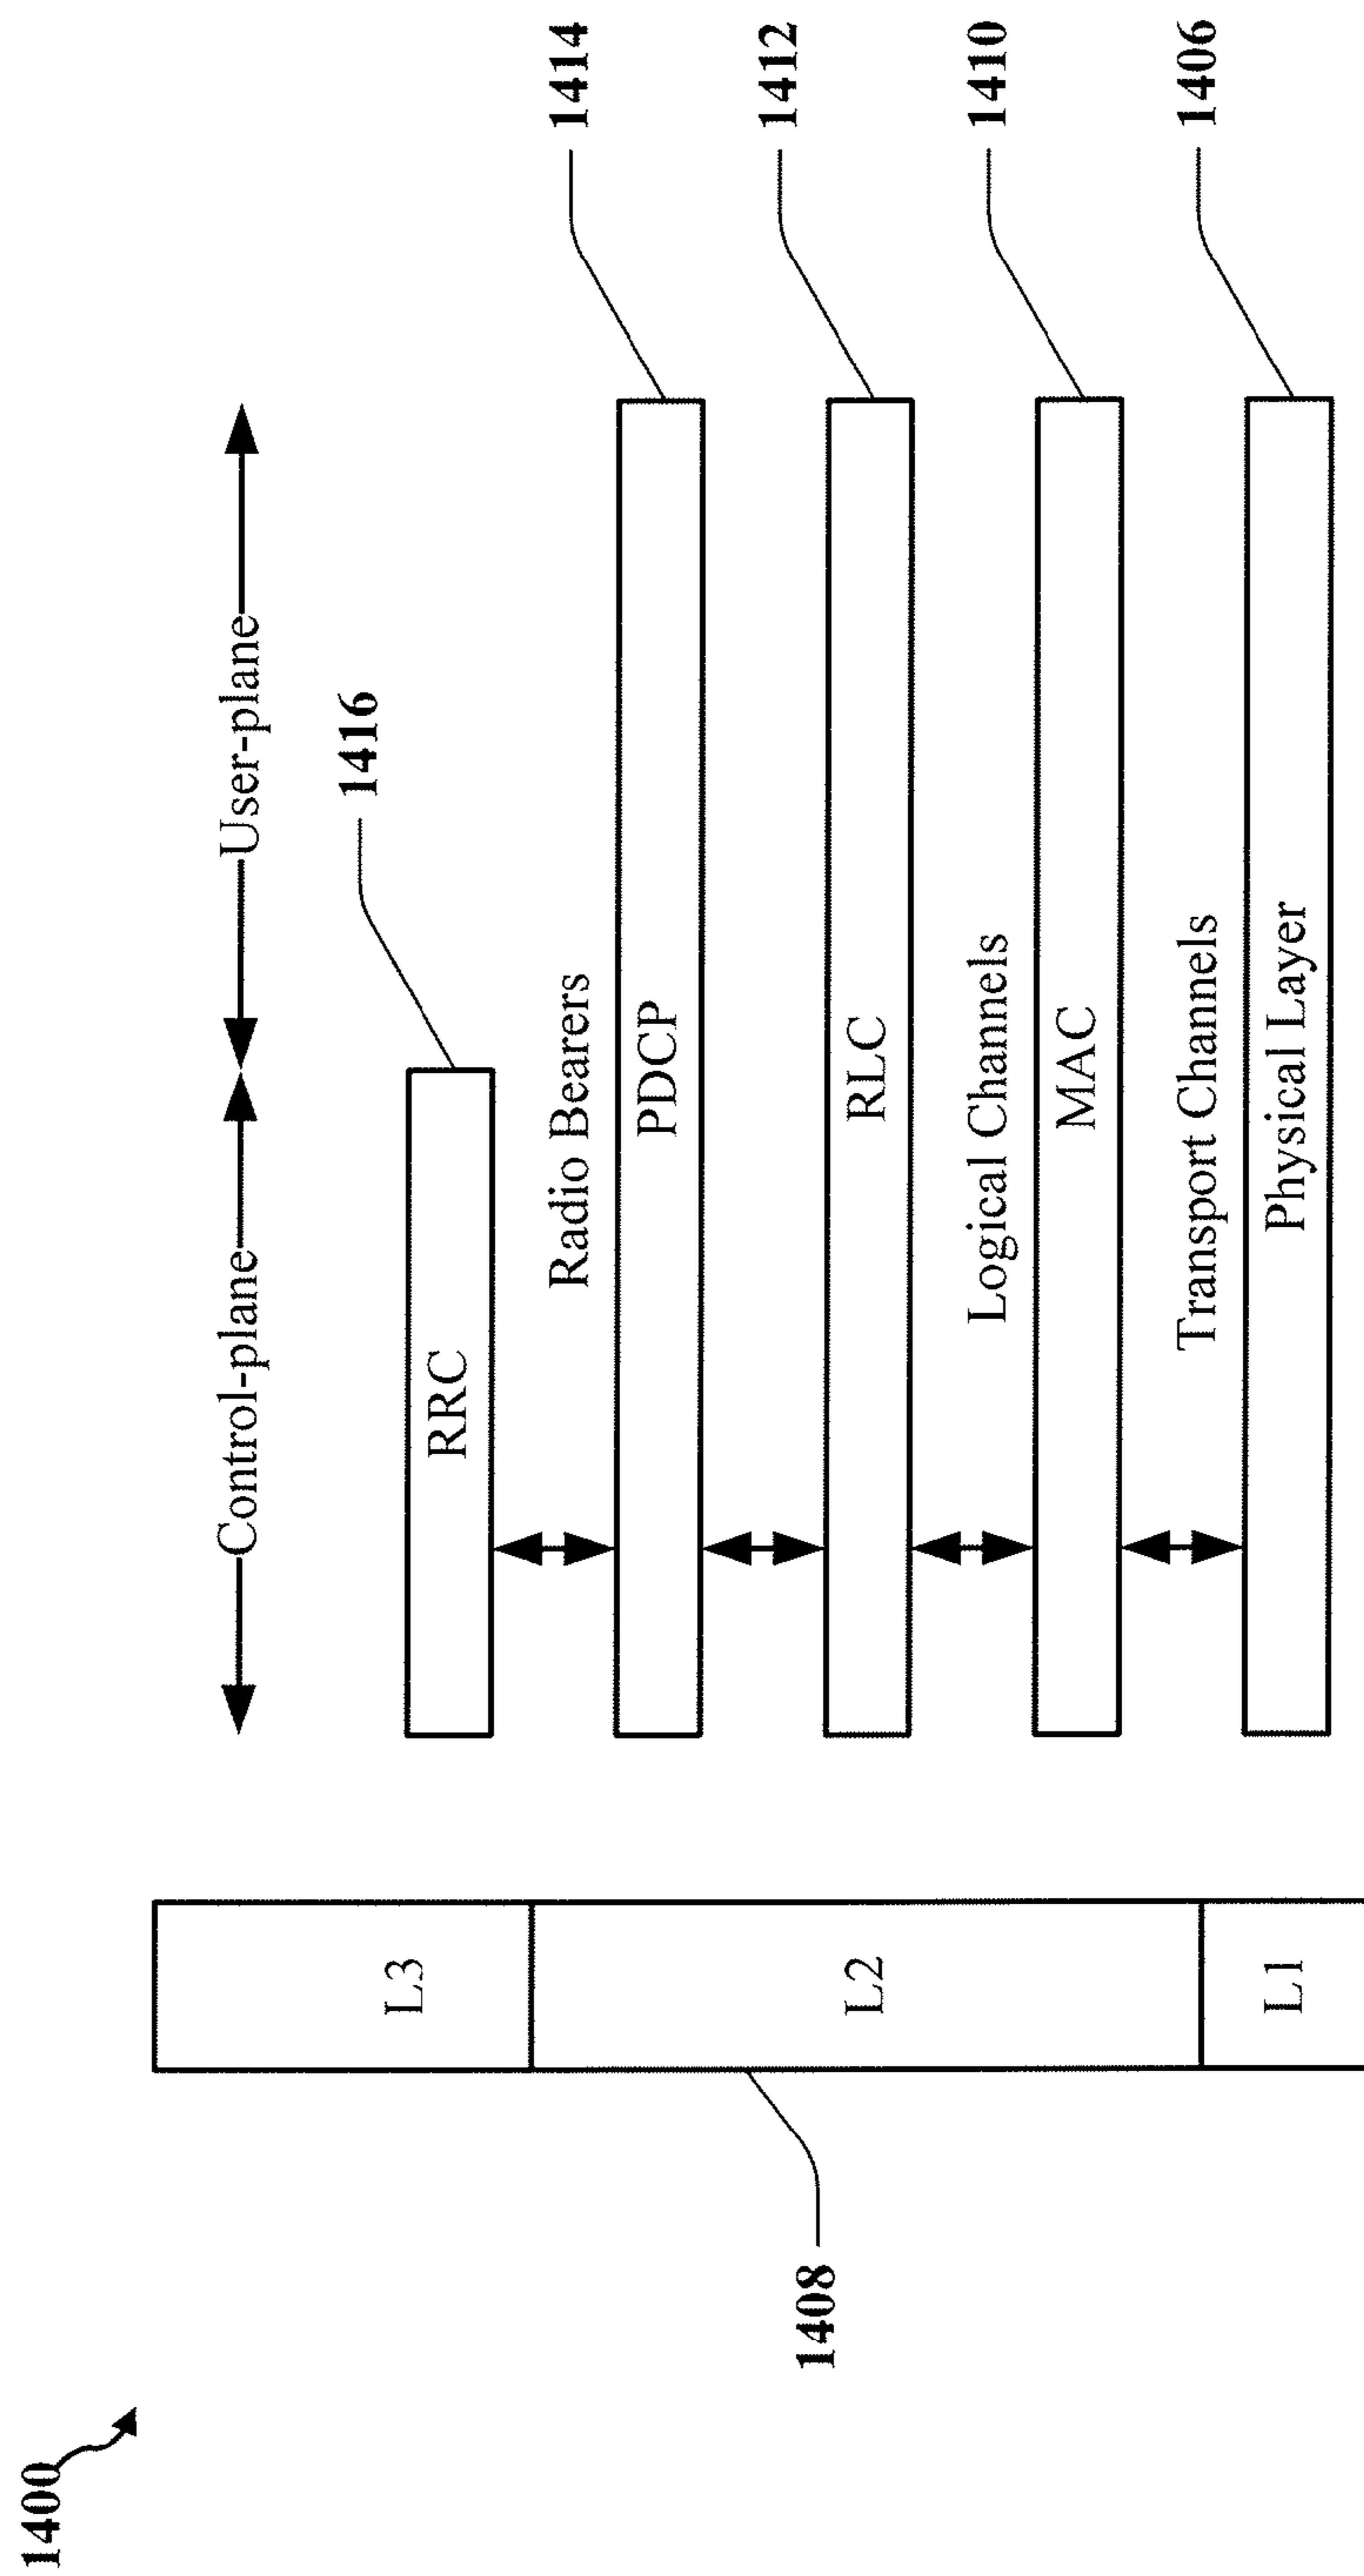 1400
Control-plane
User-plane
1416
RRC
L3
Radio Bearers
1414
PDCP
1412
RLC
L2
1408
Logical Channels
1410
MAC
Transport Channels
1406
Physical Layer
L1